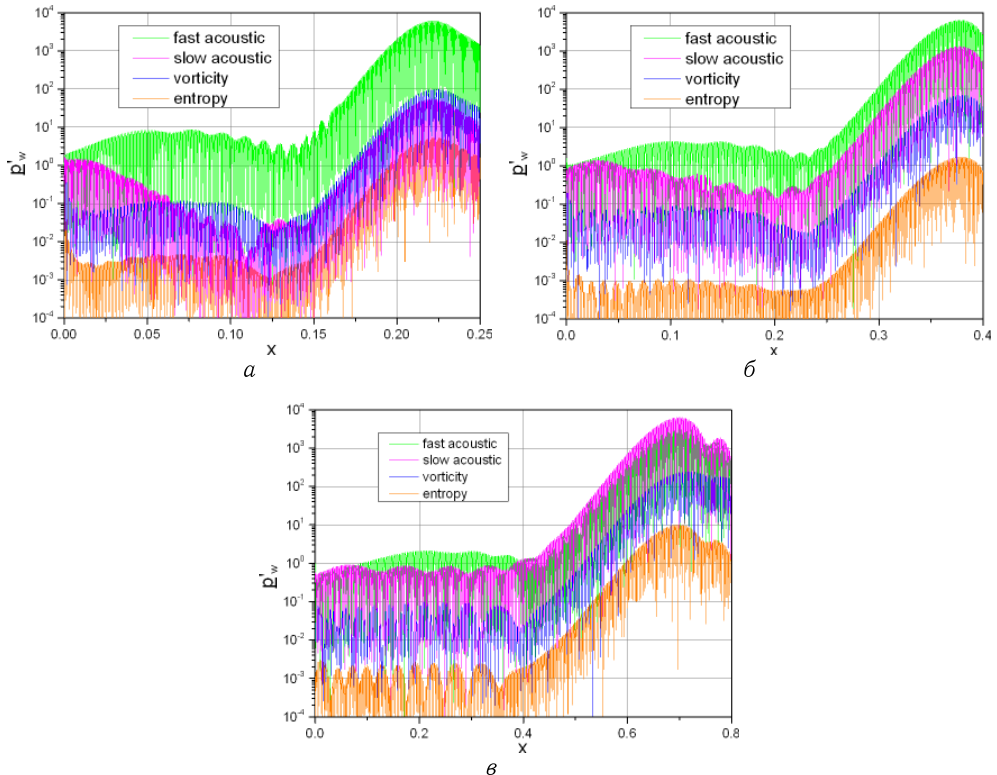 p'w
10⁴
10³
10²
10¹
10⁰
10⁻¹
10⁻²
10⁻³
10⁻⁴
fast acoustic
slow acoustic
vorticity
entropy
0.00 0.05 0.10 0.15 0.20 0.25
x
а
p'w
10⁴
10³
10²
10¹
10⁰
10⁻¹
10⁻²
10⁻³
10⁻⁴
fast acoustic
slow acoustic
vorticity
entropy
0.0 0.1 0.2 0.3 0.4
x
б
p'w
10⁴
10³
10²
10¹
10⁰
10⁻¹
10⁻²
10⁻³
10⁻⁴
fast acoustic
slow acoustic
vorticity
entropy
0.0 0.2 0.4 0.6 0.8
x
в